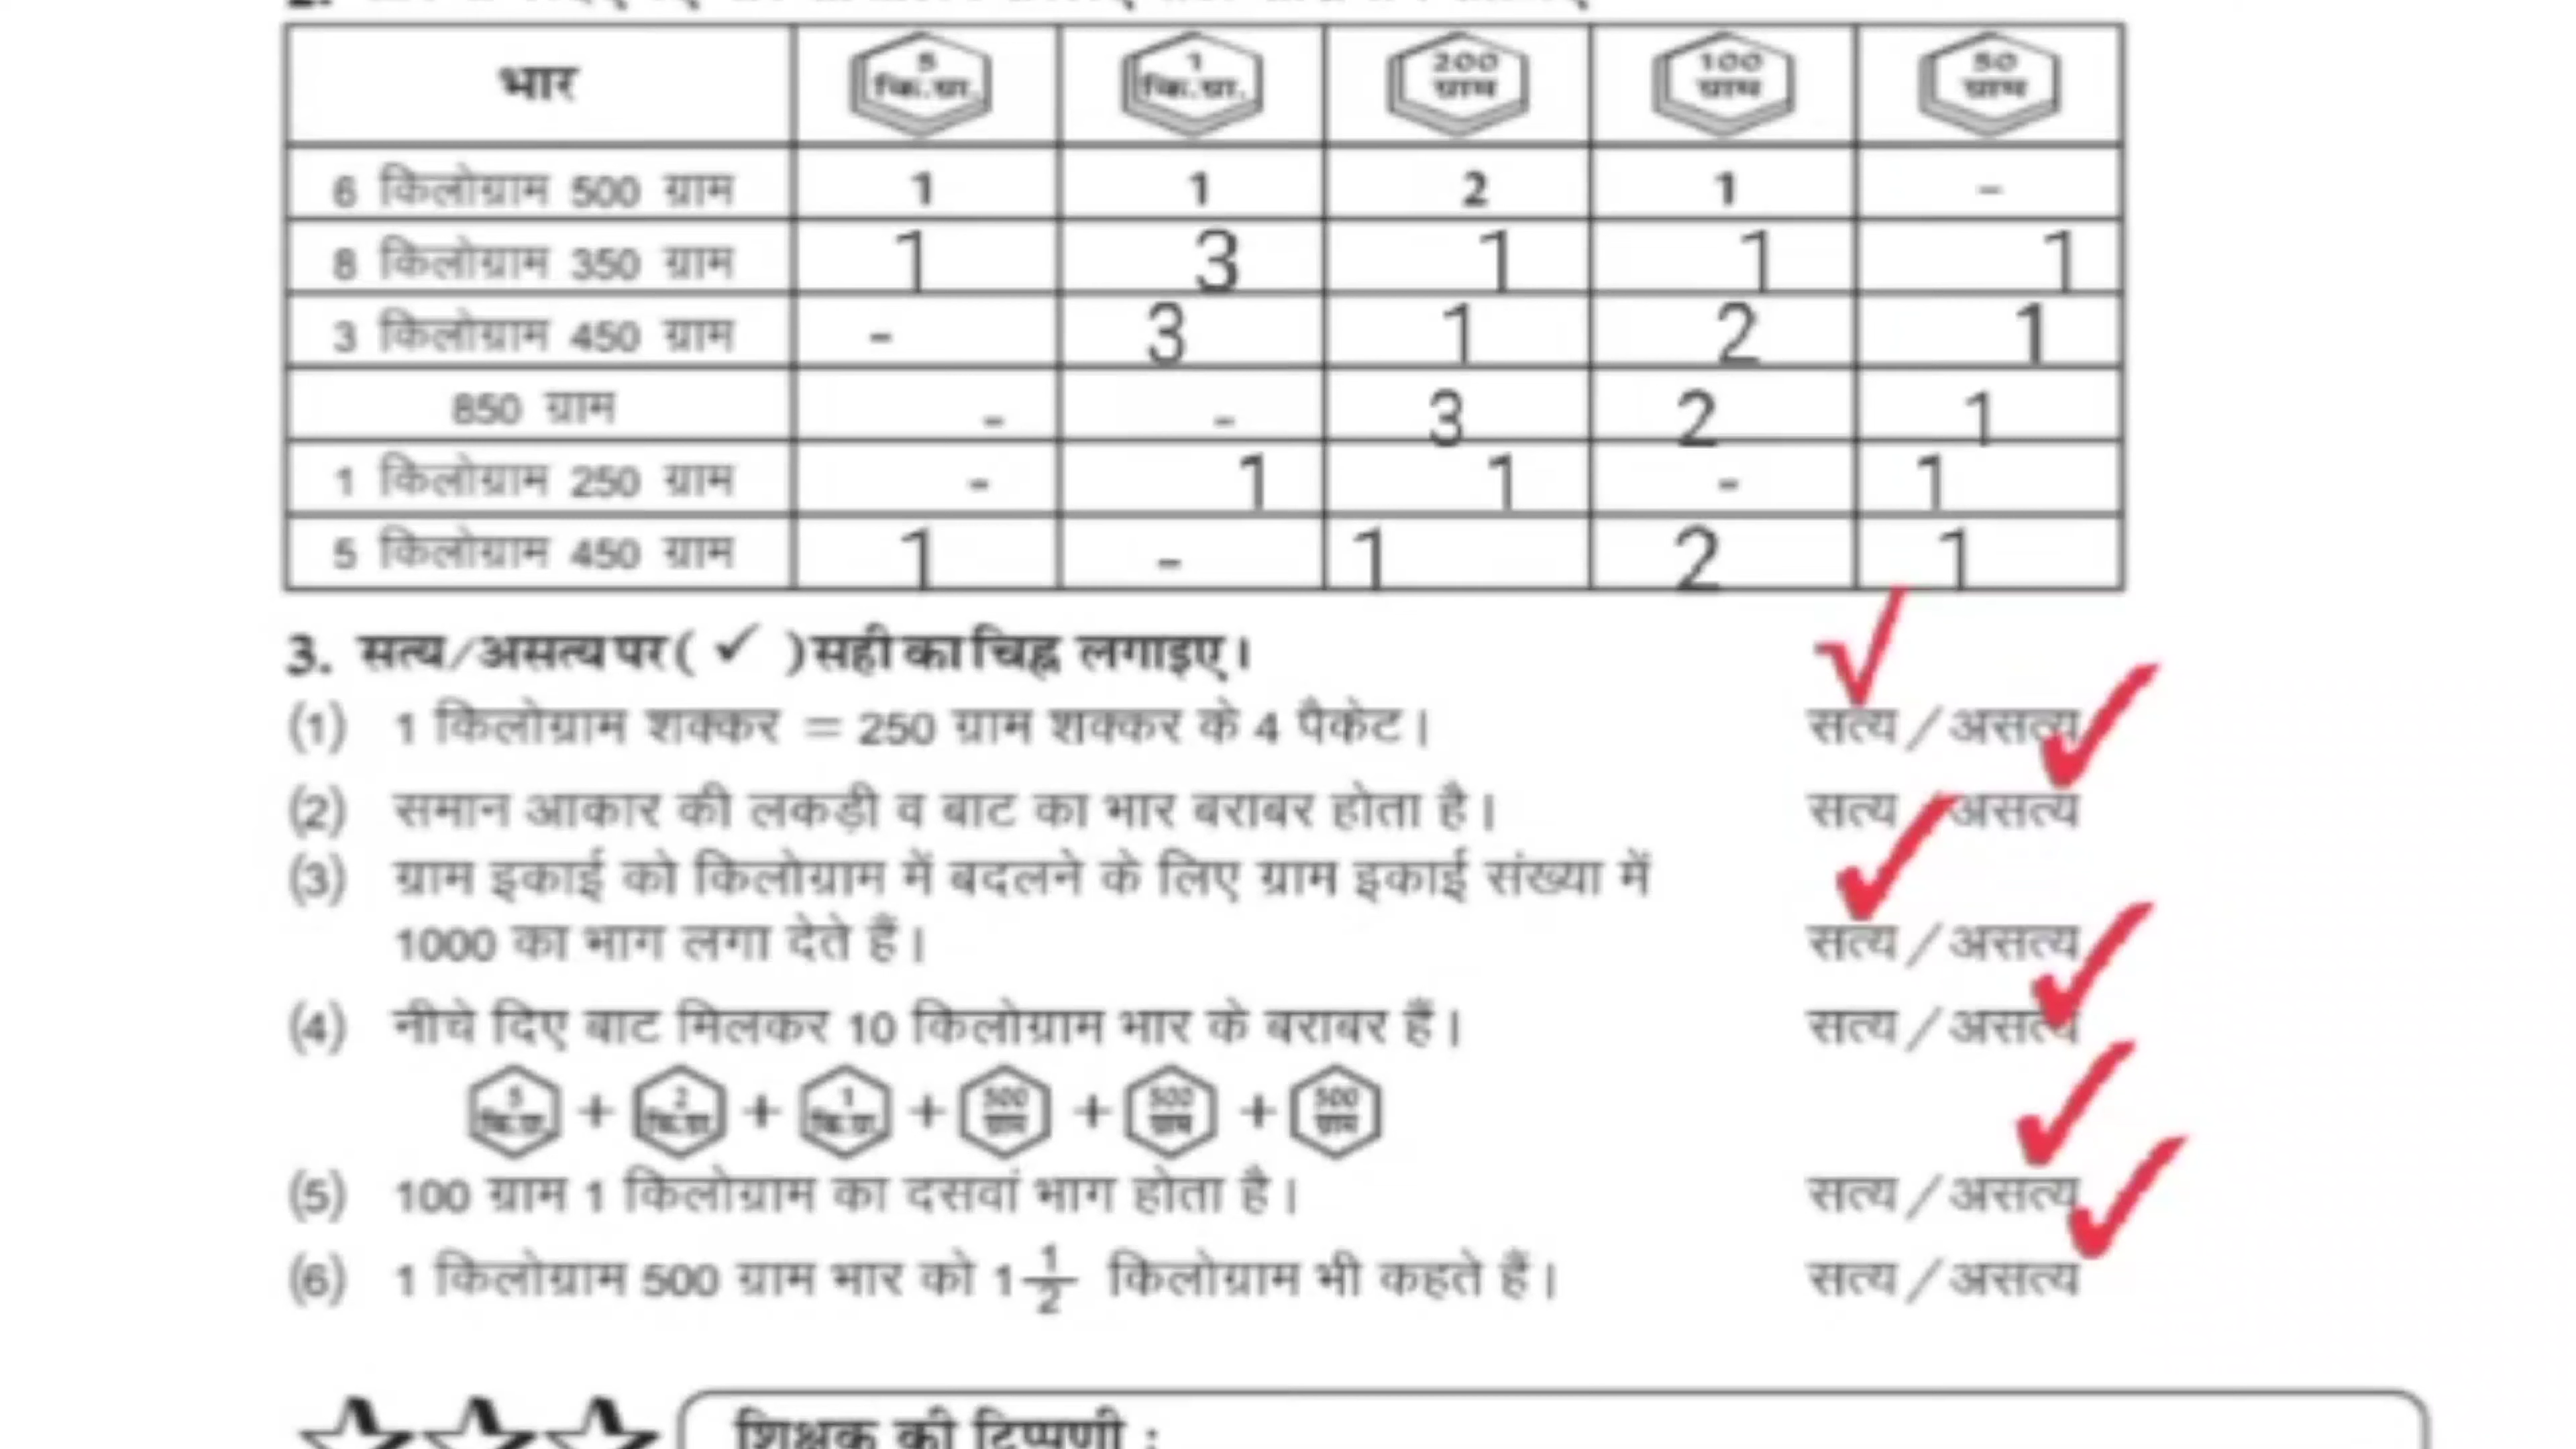 भार 5 कि.ग्रा. 1 कि.ग्रा. 200 ग्राम 100 ग्राम 50 ग्राम
6 किलोग्राम 500 ग्राम 1 1 2 1 -
8 किलोग्राम 350 ग्राम 1 3 1 1 1
3 किलोग्राम 450 ग्राम - 3 1 2 1
850 ग्राम - - 3 2 1
1 किलोग्राम 250 ग्राम - 1 1 - 1
5 किलोग्राम 450 ग्राम 1 - 1 2 1
3. सत्य/असत्य पर ( ✓ ) सही का चिह्न लगाइए।
(1) 1 किलोग्राम शक्कर = 250 ग्राम शक्कर के 4 पैकेट। सत्य / असत्य
(2) समान आकार की लकड़ी व बाट का भार बराबर होता है। सत्य / असत्य
(3) ग्राम इकाई को किलोग्राम में बदलने के लिए ग्राम इकाई संख्या में
1000 का भाग लगा देते हैं। सत्य / असत्य
(4) नीचे दिए बाट मिलकर 10 किलोग्राम भार के बराबर हैं। सत्य / असत्य
5 कि.ग्रा. + 2 कि.ग्रा. + 1 कि.ग्रा. + 500 ग्राम + 500 ग्राम + 500 ग्राम
(5) 100 ग्राम 1 किलोग्राम का दसवां भाग होता है। सत्य / असत्य
(6) 1 किलोग्राम 500 ग्राम भार को 1 1/2 किलोग्राम भी कहते हैं। सत्य / असत्य
शिक्षक की टिप्पणी :